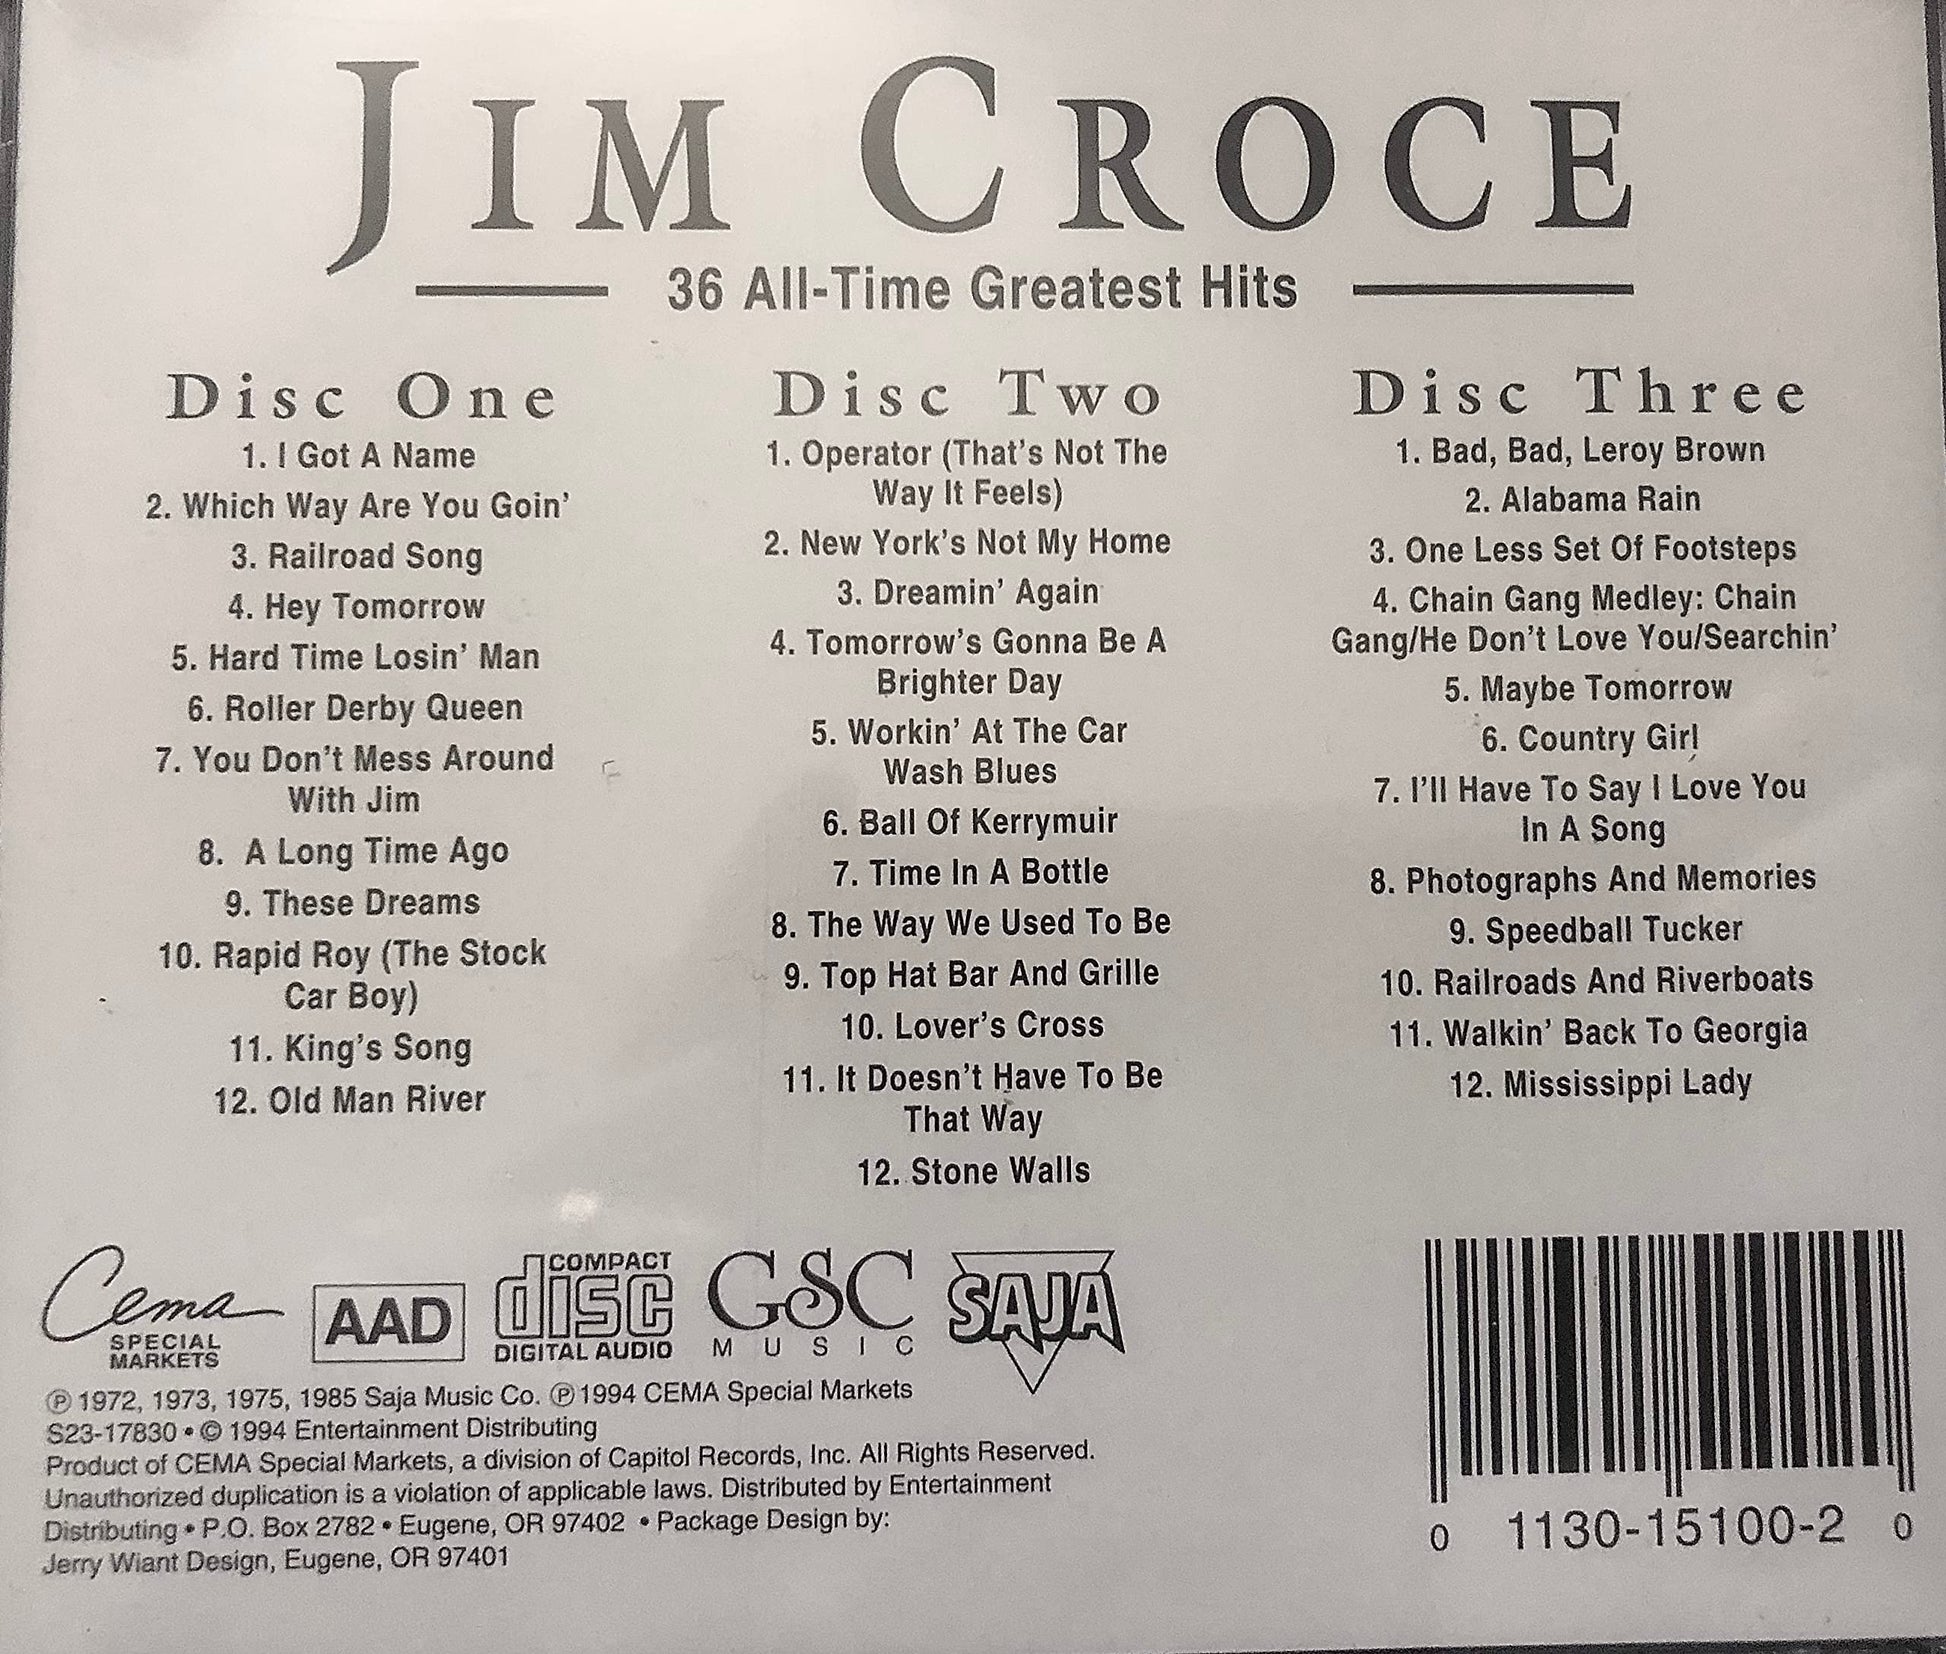 JIM CROCE
36 All-Time Greatest Hits
Disc One
1. I Got A Name
2. Which Way Are You Goin'
3. Railroad Song
4. Hey Tomorrow
5. Hard Time Losin' Man
6. Roller Derby Queen
7. You Don't Mess Around
With Jim
8. A Long Time Ago
9. These Dreams
10. Rapid Roy (The Stock
Car Boy)
11. King's Song
12. Old Man River
Disc Two
1. Operator (That's Not The
Way It Feels)
2. New York's Not My Home
3. Dreamin' Again
4. Tomorrow's Gonna Be A
Brighter Day
5. Workin' At The Car
Wash Blues
6. Ball Of Kerrymuir
7. Time In A Bottle
8. The Way We Used To Be
9. Top Hat Bar And Grille
10. Lover's Cross
11. It Doesn't Have To Be
That Way
12. Stone Walls
Disc Three
1. Bad, Bad, Leroy Brown
2. Alabama Rain
3. One Less Set Of Footsteps
4. Chain Gang Medley: Chain
Gang/He Don't Love You/Searchin'
5. Maybe Tomorrow
6. Country Girl
7. I'll Have To Say I Love You
In A Song
8. Photographs And Memories
9. Speedball Tucker
10. Railroads And Riverboats
11. Walkin' Back To Georgia
12. Mississippi Lady
Cema
SPECIAL
MARKETS
AAD
COMPACT
disc
DIGITAL AUDIO
GSC
MUSIC
SAJA
℗ 1972, 1973, 1975, 1985 Saja Music Co. ℗ 1994 CEMA Special Markets
S23-17830 • © 1994 Entertainment Distributing
Product of CEMA Special Markets, a division of Capitol Records, Inc. All Rights Reserved.
Unauthorized duplication is a violation of applicable laws. Distributed by Entertainment
Distributing • P.O. Box 2782 • Eugene, OR 97402 • Package Design by:
Jerry Wiant Design, Eugene, OR 97401
0 1130-15100-2 0